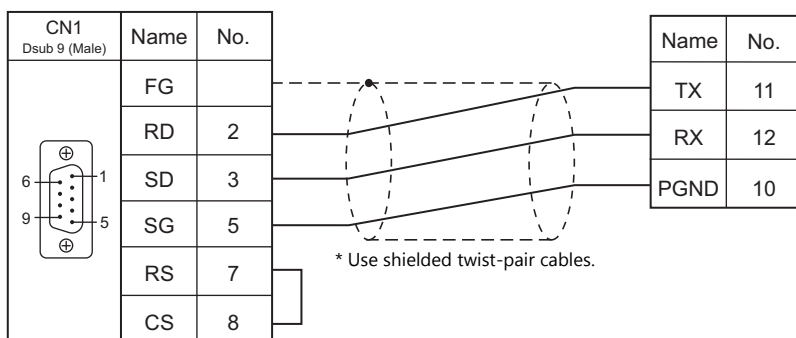 CN1
Dsub 9 (Male)
Name No.
FG
RD 2
SD 3
SG 5
RS 7
CS 8
6 1
9 5
Name No.
TX 11
RX 12
PGND 10
* Use shielded twist-pair cables.